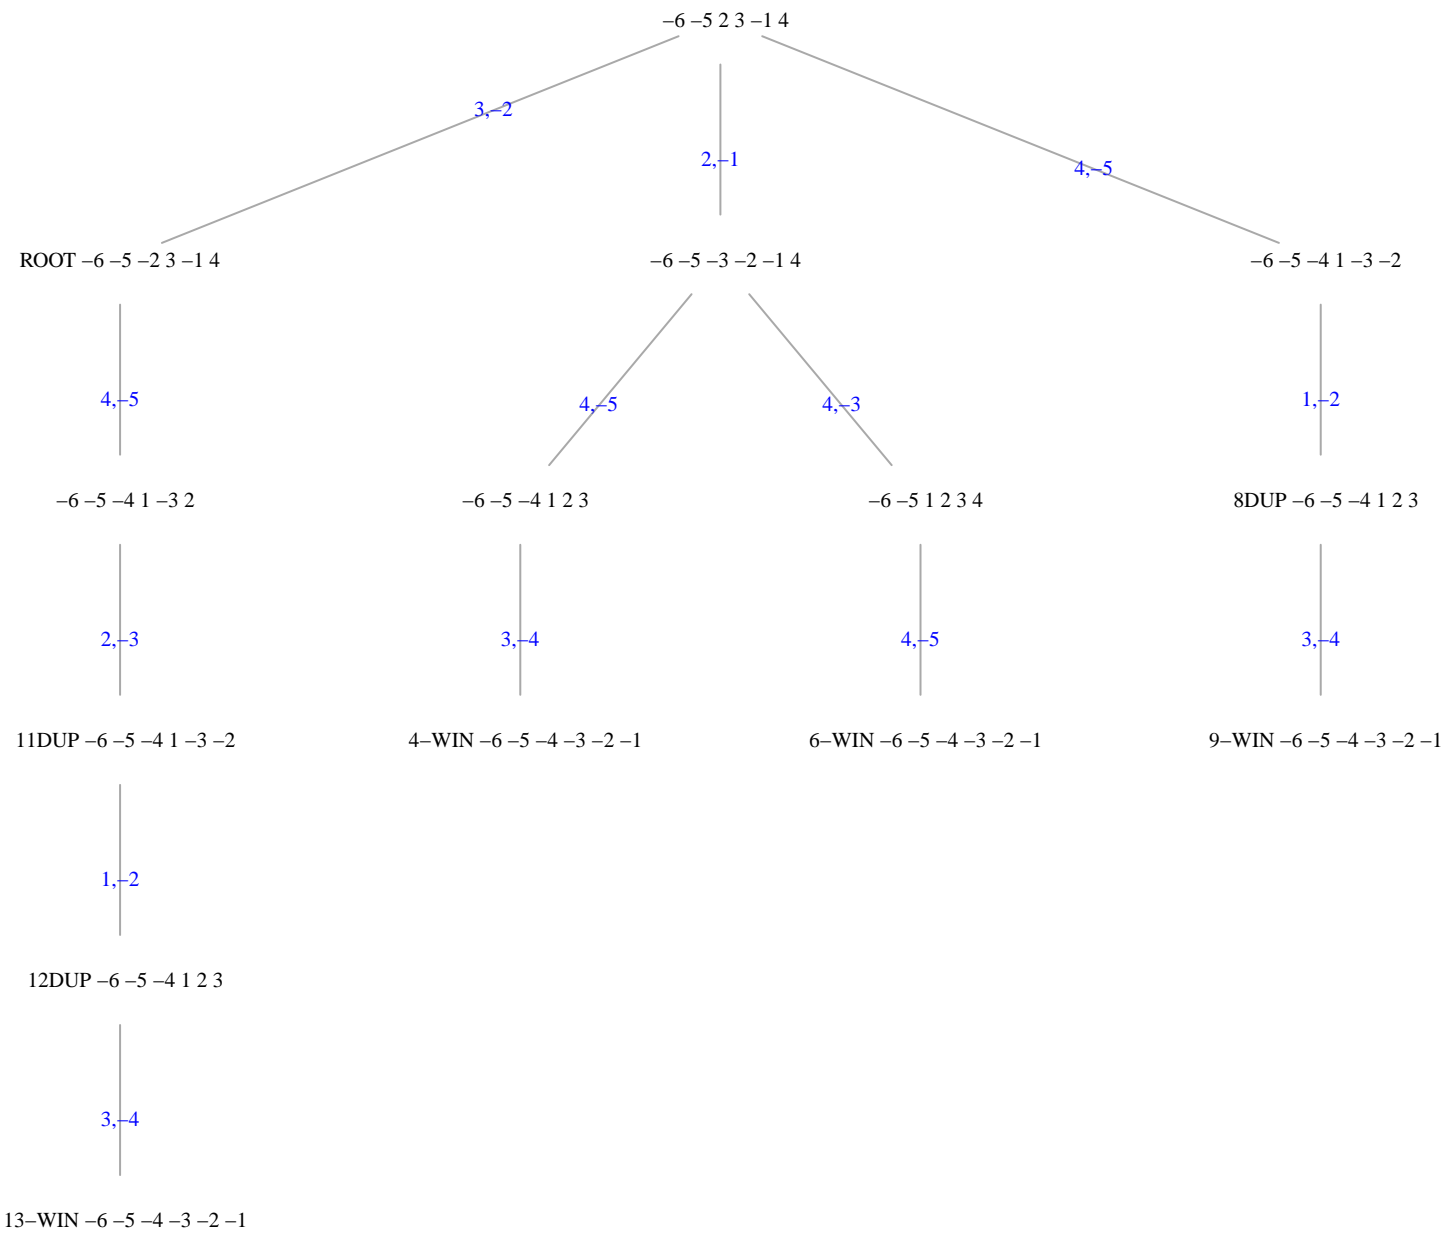 −6 −5 2 3 −1 4
3,−2
2,−1
4,−5
ROOT −6 −5 −2 3 −1 4
−6 −5 −3 −2 −1 4
−6 −5 −4 1 −3 −2
4,−5
4,−5
4,−3
1,−2
−6 −5 −4 1 −3 2
−6 −5 −4 1 2 3
−6 −5 1 2 3 4
8DUP −6 −5 −4 1 2 3
2,−3
3,−4
4,−5
3,−4
11DUP −6 −5 −4 1 −3 −2
4−WIN −6 −5 −4 −3 −2 −1
6−WIN −6 −5 −4 −3 −2 −1
9−WIN −6 −5 −4 −3 −2 −1
1,−2
12DUP −6 −5 −4 1 2 3
3,−4
13−WIN −6 −5 −4 −3 −2 −1